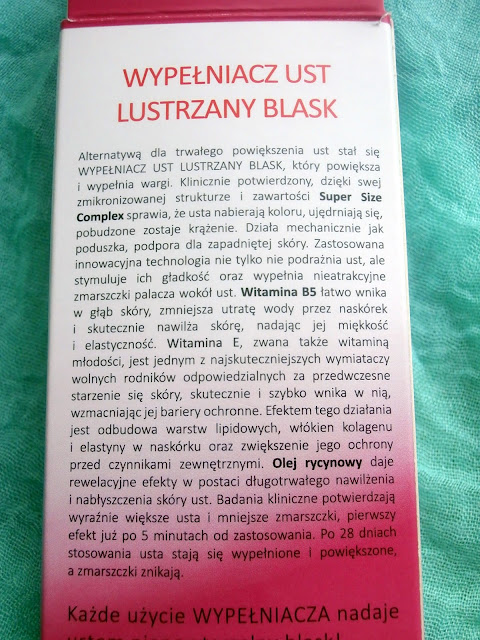 WYPEŁNIACZ UST
LUSTRZANY BLASK
Alternatywą dla trwałego powiększenia ust stał się
WYPEŁNIACZ UST LUSTRZANY BLASK, który powiększa
i wypełnia wargi. Klinicznie potwierdzony, dzięki swej
zmikronizowanej strukturze i zawartości Super Size
Complex sprawia, że usta nabierają koloru, ujędrniają się,
pobudzone zostaje krążenie. Działa mechanicznie jak
poduszka, podpora dla zapadniętej skóry. Zastosowana
innowacyjna technologia nie tylko nie podrażnia ust, ale
stymuluje ich gładkość oraz wypełnia nieatrakcyjne
zmarszczki palacza wokół ust. Witamina B5 łatwo wnika
w głąb skóry, zmniejsza utratę wody przez naskórek
i skutecznie nawilża skórę, nadając jej miękkość
i elastyczność. Witamina E, zwana także witaminą
młodości, jest jednym z najskuteczniejszych wymiataczy
wolnych rodników odpowiedzialnych za przedwczesne
starzenie się skóry, skutecznie i szybko wnika w nią,
wzmacniając jej bariery ochronne. Efektem tego działania
jest odbudowa warstw lipidowych, włókien kolagenu
i elastyny w naskórku oraz zwiększenie jego ochrony
przed czynnikami zewnętrznymi. Olej rycynowy daje
rewelacyjne efekty w postaci długotrwałego nawilżenia
i nabłyszczenia skóry ust. Badania kliniczne potwierdzają
wyraźnie większe usta i mniejsze zmarszczki, pierwszy
efekt już po 5 minutach od zastosowania. Po 28 dniach
stosowania usta stają się wypełnione i powiększone,
a zmarszczki znikają.
Każde użycie WYPEŁNIACZA nadaje
ustom